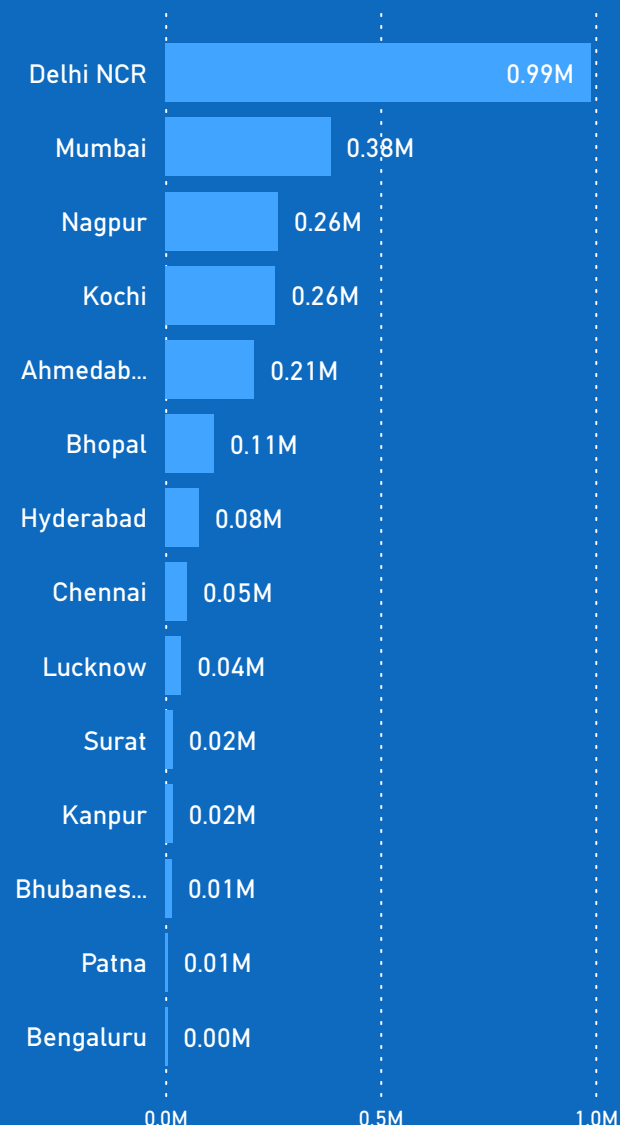 Delhi NCR 0.99M
Mumbai 0.38M
Nagpur 0.26M
Kochi 0.26M
Ahmedab... 0.21M
Bhopal 0.11M
Hyderabad 0.08M
Chennai 0.05M
Lucknow 0.04M
Surat 0.02M
Kanpur 0.02M
Bhubanes... 0.01M
Patna 0.01M
Bengaluru 0.00M
0.0M 0.5M 1.0M